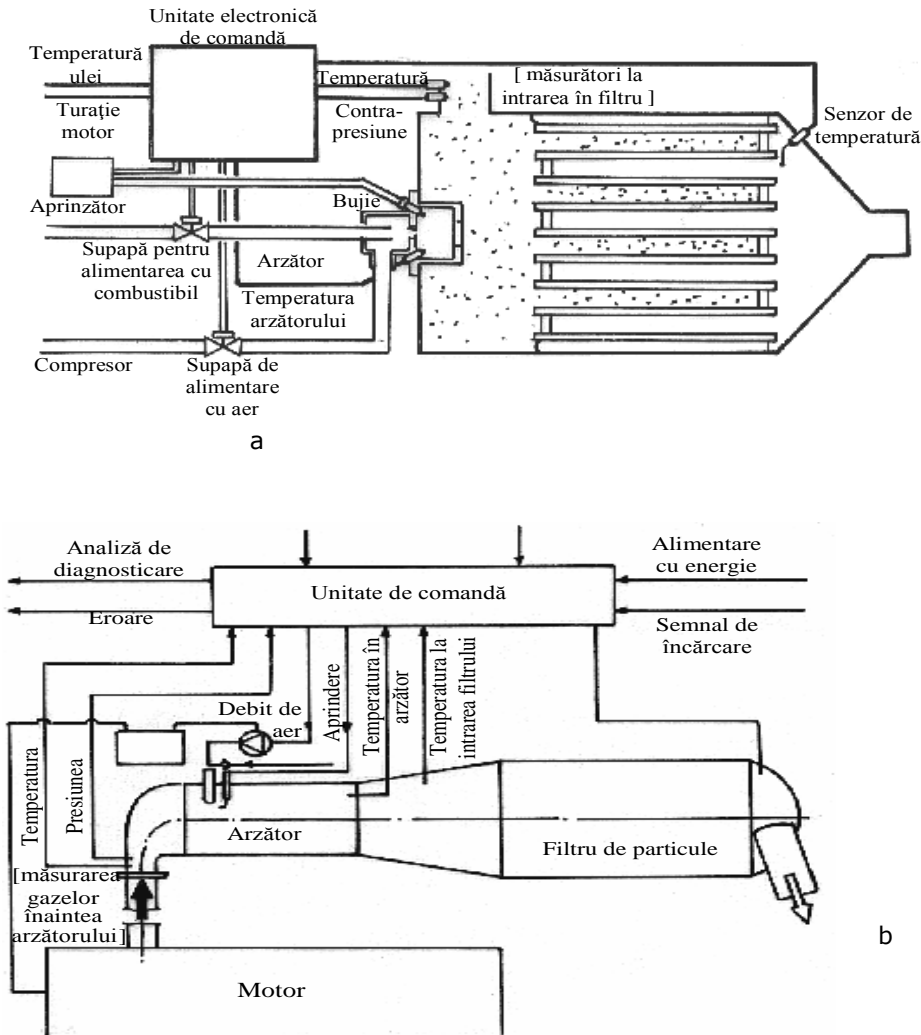 Unitate electronică
de comandă
Temperatură
ulei
Turație
motor
Temperatură
Contra-
presiune
[ măsurători la
intrarea în filtru ]
Senzor de
temperatură
Aprinzător
Bujie
Supapă pentru
alimentarea cu
combustibil
Arzător
Temperatura
arzătorului
Compresor
Supapă de
alimentare
cu aer
a
Analiză de
diagnosticare
Eroare
Unitate de comandă
Alimentare
cu energie
Semnal de
încărcare
Temperatura
Presiunea
Debit de
aer
Aprindere
Temperatura în
arzător
Temperatura la
intrarea filtrului
Arzător
Filtru de particule
[măsurarea
gazelor
înaintea
arzătorului]
Motor
b